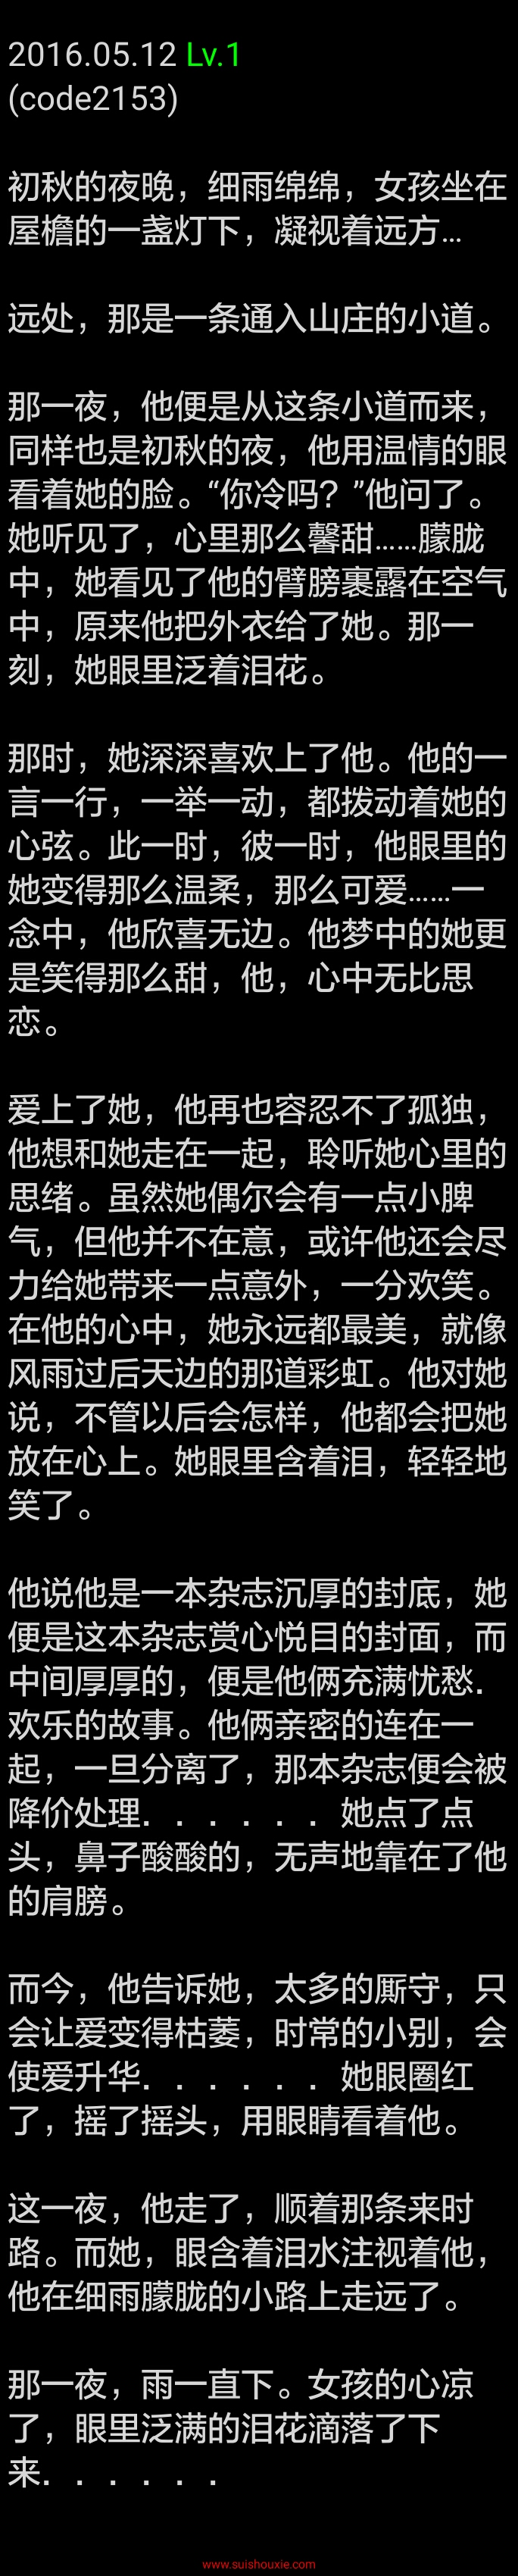 2016.05.12 Lv.1
(code2153)
初秋的夜晚，细雨绵绵，女孩坐在
屋檐的一盏灯下，凝视着远方...
远处，那是一条通入山庄的小道。
那一夜，他便是从这条小道而来，
同样也是初秋的夜，他用温情的眼
看着她的脸。“你冷吗？”他问了。
她听见了，心里那么馨甜......朦胧
中，她看见了他的臂膀裹露在空气
中，原来他把外衣给了她。那一
刻，她眼里泛着泪花。
那时，她深深喜欢上了他。他的一
言一行，一举一动，都拨动着她的
心弦。此一时，彼一时，他眼里的
她变得那么温柔，那么可爱......一
念中，他欣喜无边。他梦中的她更
是笑得那么甜，他，心中无比思
恋。
爱上了她，他再也容忍不了孤独，
他想和她走在一起，聆听她心里的
思绪。虽然她偶尔会有一点小脾
气，但他并不在意，或许他还会尽
力给她带来一点意外，一分欢笑。
在他的心中，她永远都最美，就像
风雨过后天边的那道彩虹。他对她
说，不管以后会怎样，他都会把她
放在心上。她眼里含着泪，轻轻地
笑了。
他说他是一本杂志沉厚的封底，她
便是这本杂志赏心悦目的封面，而
中间厚厚的，便是他俩充满忧愁．
欢乐的故事。他俩亲密的连在一
起，一旦分离了，那本杂志便会被
降价处理．．．．．．她点了点
头，鼻子酸酸的，无声地靠在了他
的肩膀。
而今，他告诉她，太多的厮守，只
会让爱变得枯萎，时常的小别，会
使爱升华．．．．．．她眼圈红
了，摇了摇头，用眼睛看着他。
这一夜，他走了，顺着那条来时
路。而她，眼含着泪水注视着他，
他在细雨朦胧的小路上走远了。
那一夜，雨一直下。女孩的心凉
了，眼里泛满的泪花滴落了下
来．．．．．．
www.suishouxie.com